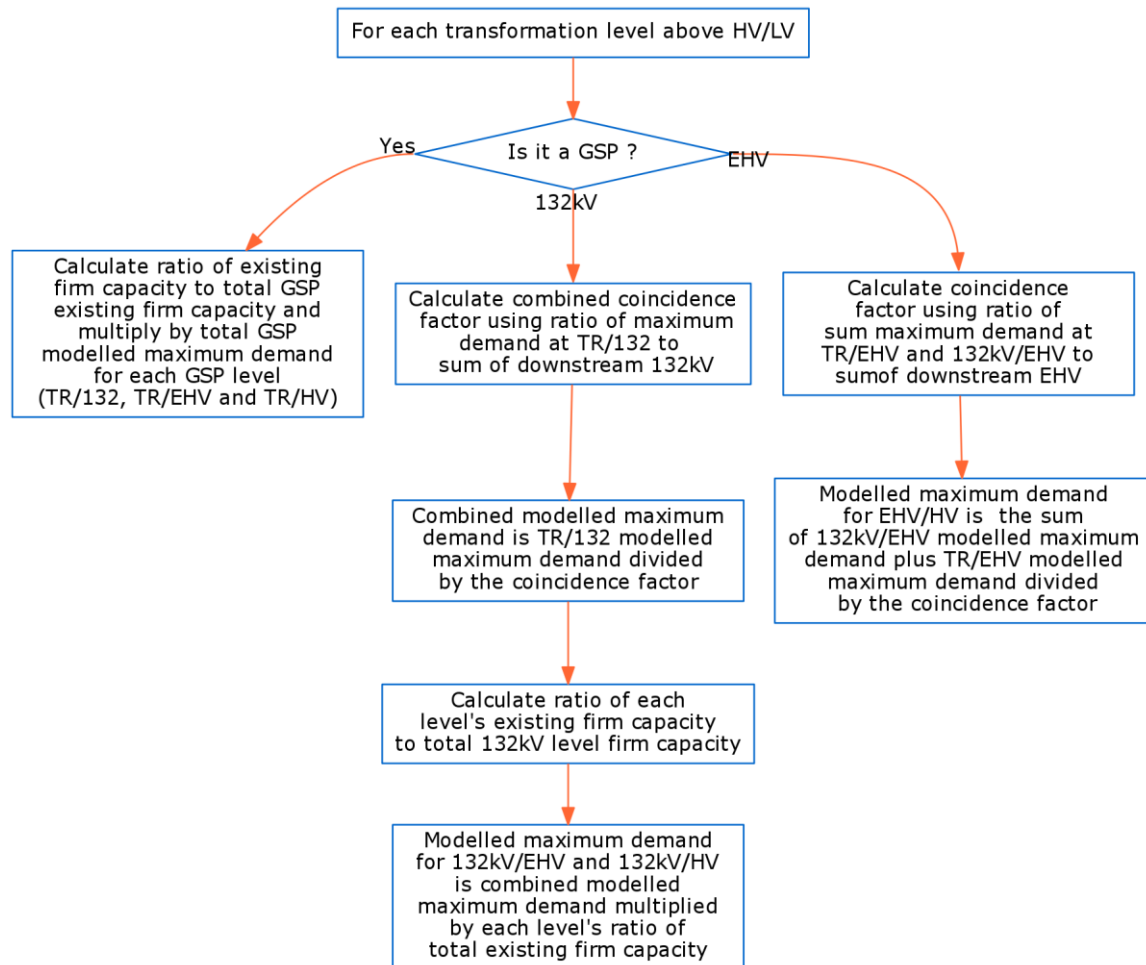 For each transformation level above HV/LV
Is it a GSP ?
Yes
132kV
EHV
Calculate ratio of existing
firm capacity to total GSP
existing firm capacity and
multiply by total GSP
modelled maximum demand
for each GSP level
(TR/132, TR/EHV and TR/HV)
Calculate combined coincidence
factor using ratio of maximum
demand at TR/132 to
sum of downstream 132kV
Calculate coincidence
factor using ratio of
sum maximum demand at
TR/EHV and 132kV/EHV to
sumof downstream EHV
Combined modelled maximum
demand is TR/132 modelled
maximum demand divided
by the coincidence factor
Modelled maximum demand
for EHV/HV is the sum
of 132kV/EHV modelled maximum
demand plus TR/EHV modelled
maximum demand divided
by the coincidence factor
Calculate ratio of each
level's existing firm capacity
to total 132kV level firm capacity
Modelled maximum demand
for 132kV/EHV and 132kV/HV
is combined modelled
maximum demand multiplied
by each level's ratio of
total existing firm capacity